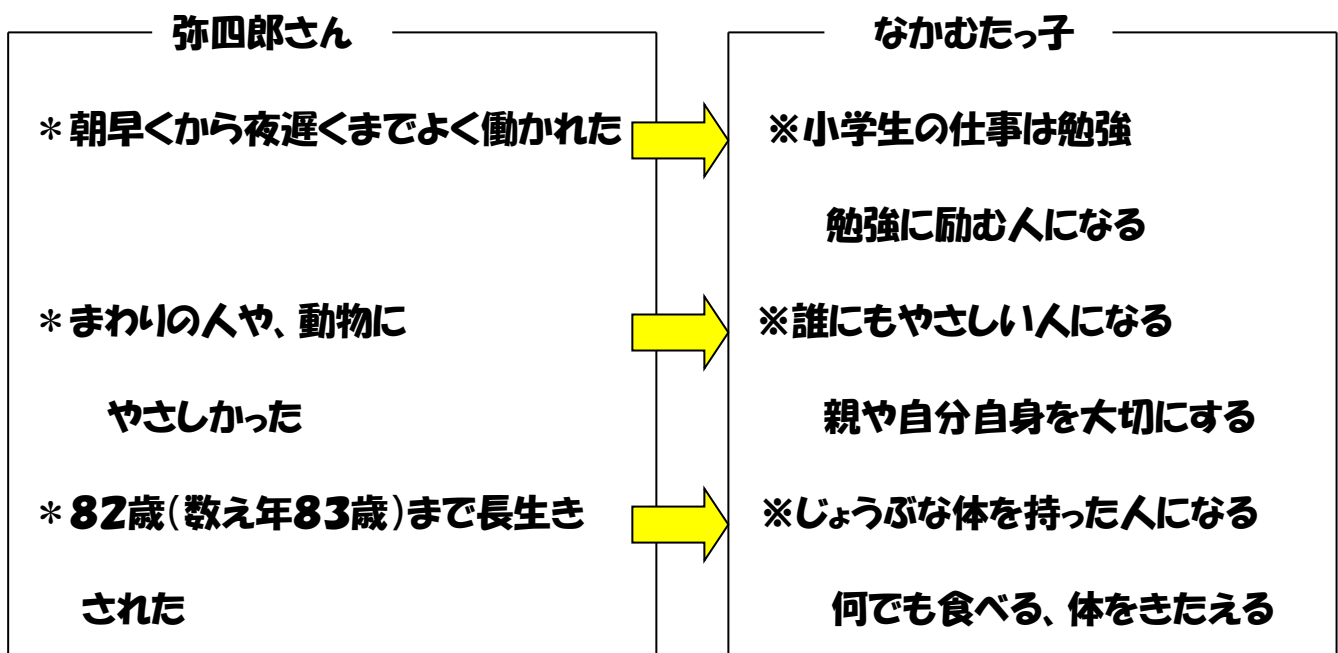 弥四郎さん
＊朝早くから夜遅くまでよく働かれた
＊まわりの人や、動物に
やさしかった
＊82歳（数え年83歳）まで長生き
された
なかむたっ子
※小学生の仕事は勉強
勉強に励む人になる
※誰にもやさしい人になる
親や自分自身を大切にする
※じょうぶな体を持った人になる
何でも食べる、体をきたえる